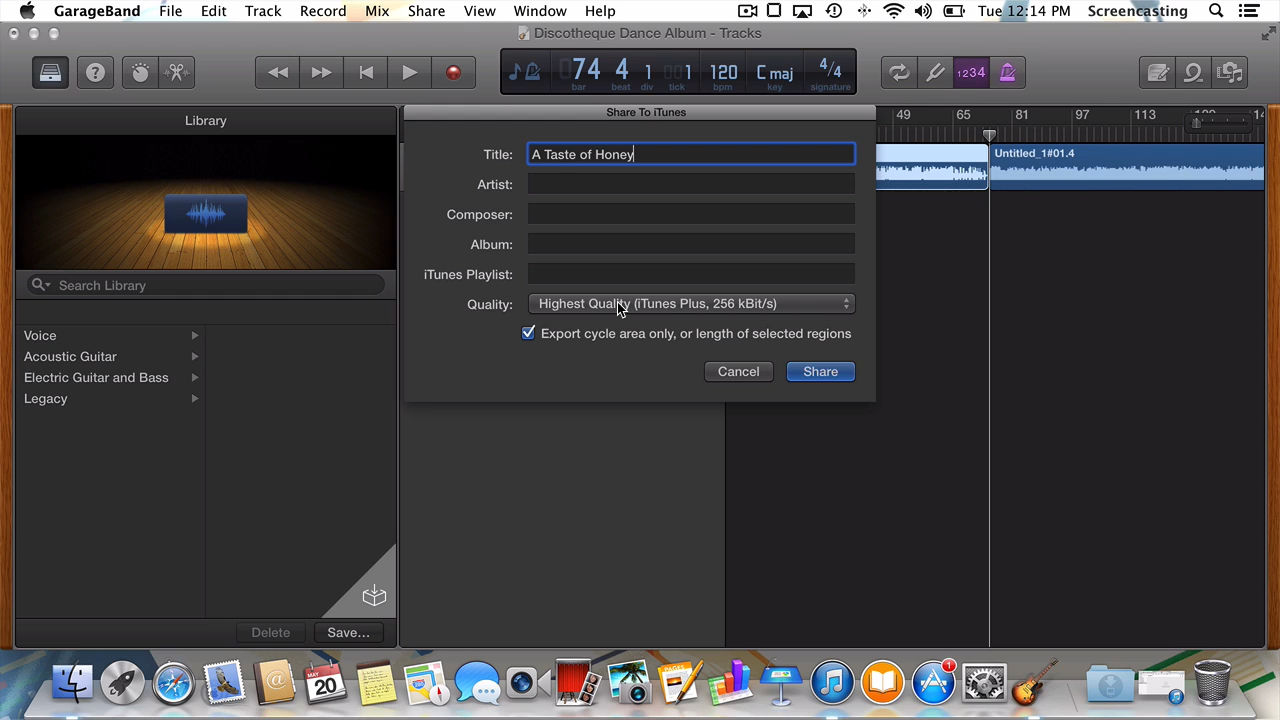 GarageBand File Edit Track Record Mix Share View Window Help Tue 12:14 PM Screencasting
Discotheque Dance Album - Tracks
74 4 1 1 120 C maj 4/4
bar beat div tick bpm key signature
1234
Library
Share To iTunes
49 65 81 97 113
Title: A Taste of Honey
Untitled_1#01.4
Artist:
Composer:
Album:
iTunes Playlist:
Search Library
Quality: Highest Quality (iTunes Plus, 256 kBit/s)
Export cycle area only, or length of selected regions
Voice
Acoustic Guitar
Electric Guitar and Bass
Legacy
Cancel Share
Delete Save...
MAY
20
PAGES
1